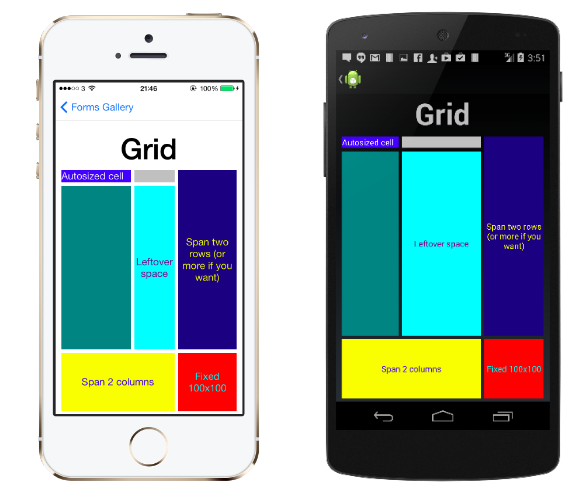 3 21:46 100%
Forms Gallery
Grid
Autosized cell
Leftover
space
Span two
rows (or
more if you
want)
Span 2 columns
Fixed
100x100
3:51
Grid
Autosized cell
Leftover space
Span two rows
(or more if you
want)
Span 2 columns
Fixed 100x100